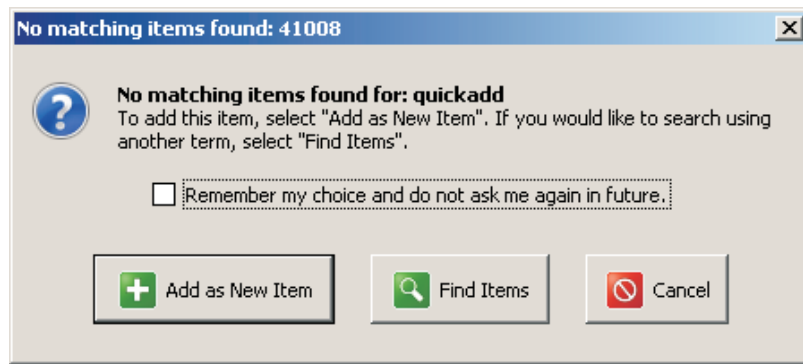 No matching items found: 41008
No matching items found for: quickadd
To add this item, select "Add as New Item". If you would like to search using
another term, select "Find Items".
Remember my choice and do not ask me again in future.
Add as New Item
Find Items
Cancel